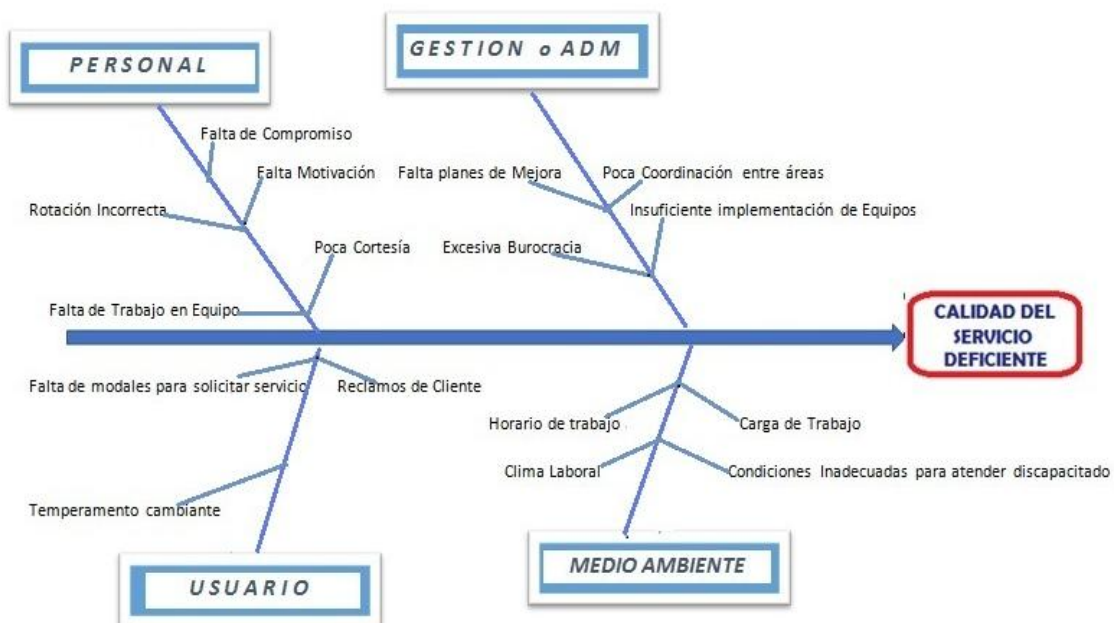 PERSONAL
GESTION o ADM
Falta de Compromiso
Falta Motivación
Rotación Incorrecta
Poca Cortesía
Falta de Trabajo en Equipo
Falta planes de Mejora
Poca Coordinación entre áreas
Insuficiente implementación de Equipos
Excesiva Burocracia
CALIDAD DEL
SERVICIO
DEFICIENTE
Falta de modales para solicitar servicio
Reclamos de Cliente
Temperamento cambiante
Horario de trabajo
Carga de Trabajo
Clima Laboral
Condiciones Inadecuadas para atender discapacitado
USUARIO
MEDIO AMBIENTE